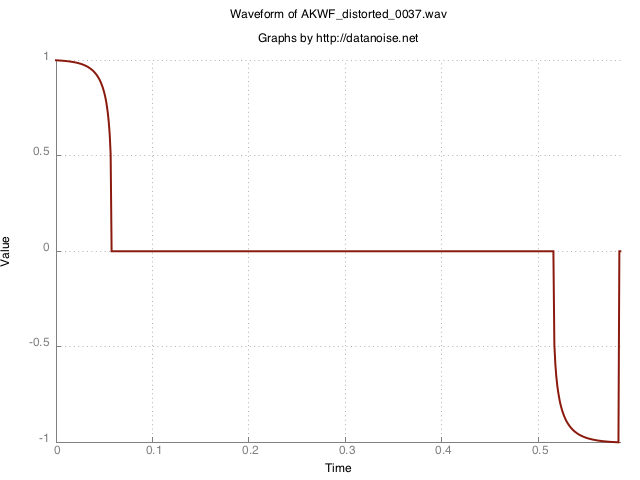 Waveform of AKWF_distorted_0037.wav
Graphs by http://datanoise.net
1
0.5
0
-0.5
-1
Value
0 0.1 0.2 0.3 0.4 0.5
Time